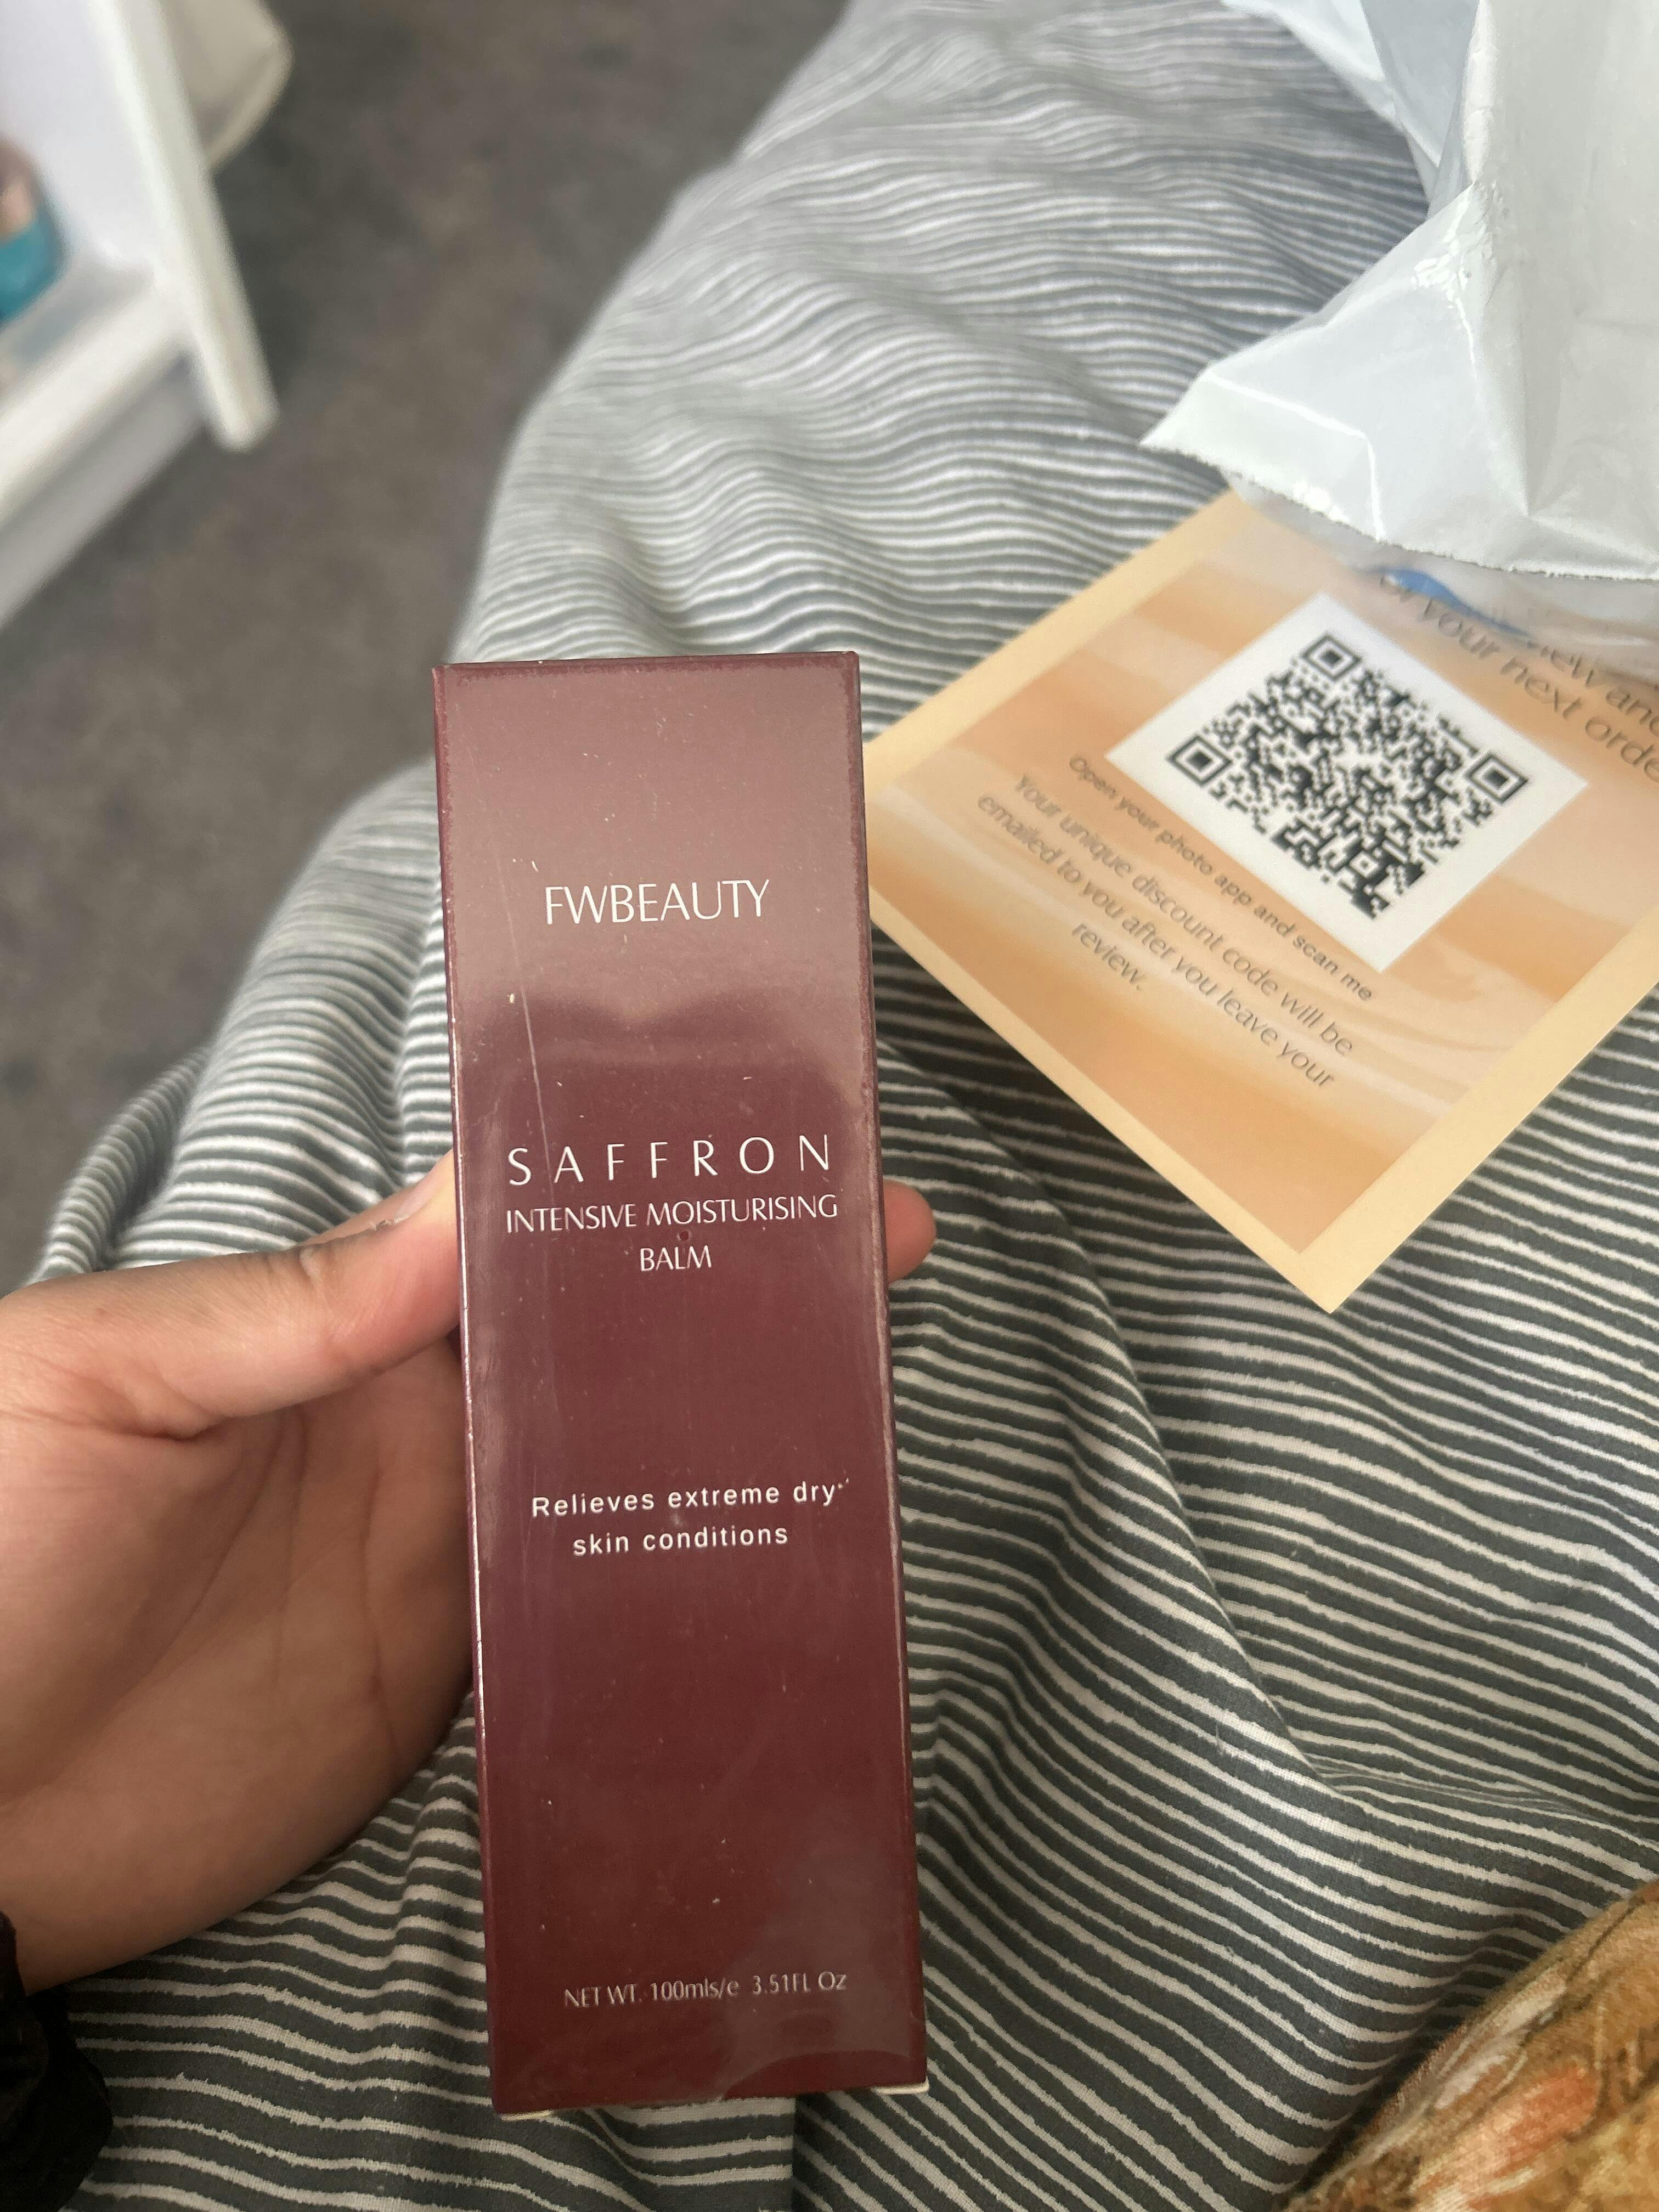 FWBEAUTY
SAFFRON
INTENSIVE MOISTURISING
BALM
Relieves extreme dry
skin conditions
NET WT. 100mls/e 3.51FL Oz
and
your next orde
Open your photo app and scan me
Your unique discount code will be
emailed to you after you leave your
review.